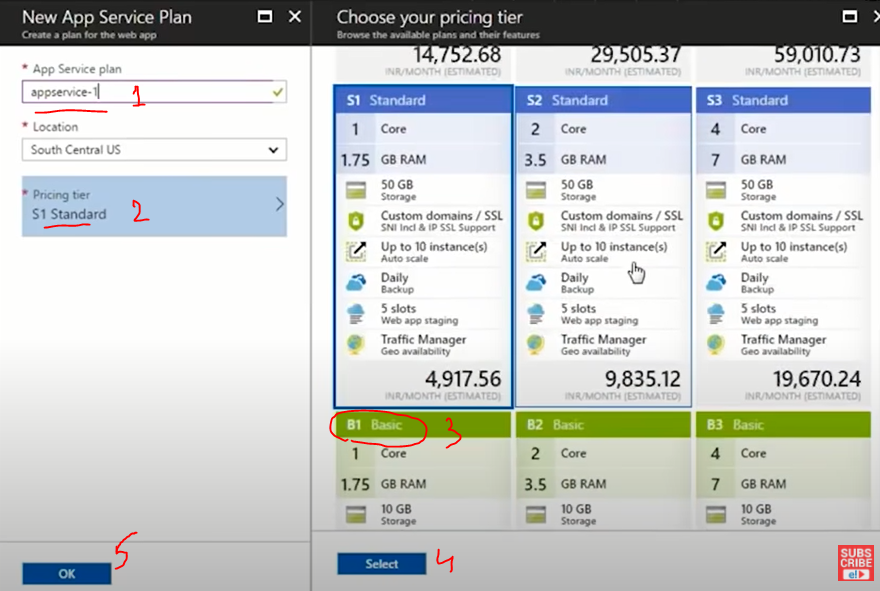 New App Service Plan
Create a plan for the web app
* App Service plan
appservice-1
1
* Location
South Central US
* Pricing tier
S1 Standard
2
OK
5
Choose your pricing tier
Browse the available plans and their features
14,752.68
INR/MONTH (ESTIMATED)
29,505.37
INR/MONTH (ESTIMATED)
59,010.73
INR/MONTH (ESTIMATED)
S1 Standard
1 Core
1.75 GB RAM
50 GB
Storage
Custom domains / SSL
SNI Incl & IP SSL Support
Up to 10 instance(s)
Auto scale
Daily
Backup
5 slots
Web app staging
Traffic Manager
Geo availability
4,917.56
INR/MONTH (ESTIMATED)
S2 Standard
2 Core
3.5 GB RAM
50 GB
Storage
Custom domains / SSL
SNI Incl & IP SSL Support
Up to 10 instance(s)
Auto scale
Daily
Backup
5 slots
Web app staging
Traffic Manager
Geo availability
9,835.12
INR/MONTH (ESTIMATED)
S3 Standard
4 Core
7 GB RAM
50 GB
Storage
Custom domains / SSL
SNI Incl & IP SSL Support
Up to 10 instance(s)
Auto scale
Daily
Backup
5 slots
Web app staging
Traffic Manager
Geo availability
19,670.24
INR/MONTH (ESTIMATED)
B1 Basic
3
1 Core
1.75 GB RAM
10 GB
Storage
B2 Basic
2 Core
3.5 GB RAM
10 GB
Storage
B3 Basic
4 Core
7 GB RAM
10 GB
Storage
Select
4
SUBS
CRIBE
e!